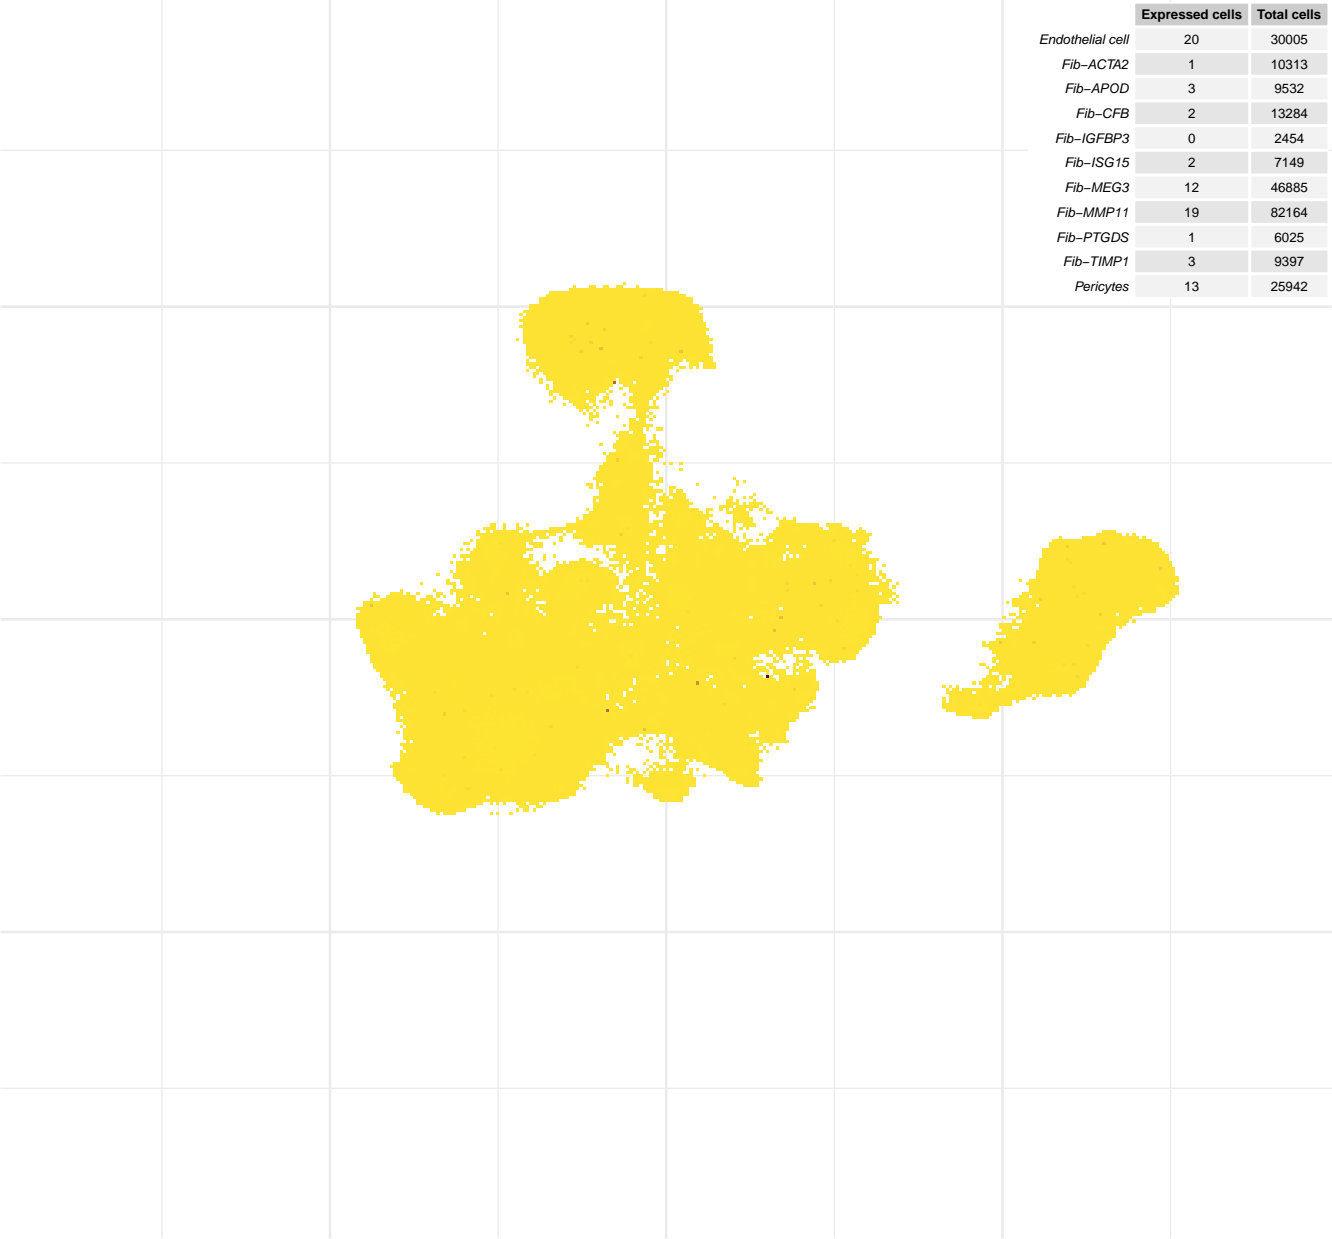 Expressed cells Total cells
Endothelial cell 20 30005
Fib−ACTA2 1 10313
Fib−APOD 3 9532
Fib−CFB 2 13284
Fib−IGFBP3 0 2454
Fib−ISG15 2 7149
Fib−MEG3 12 46885
Fib−MMP11 19 82164
Fib−PTGDS 1 6025
Fib−TIMP1 3 9397
Pericytes 13 25942